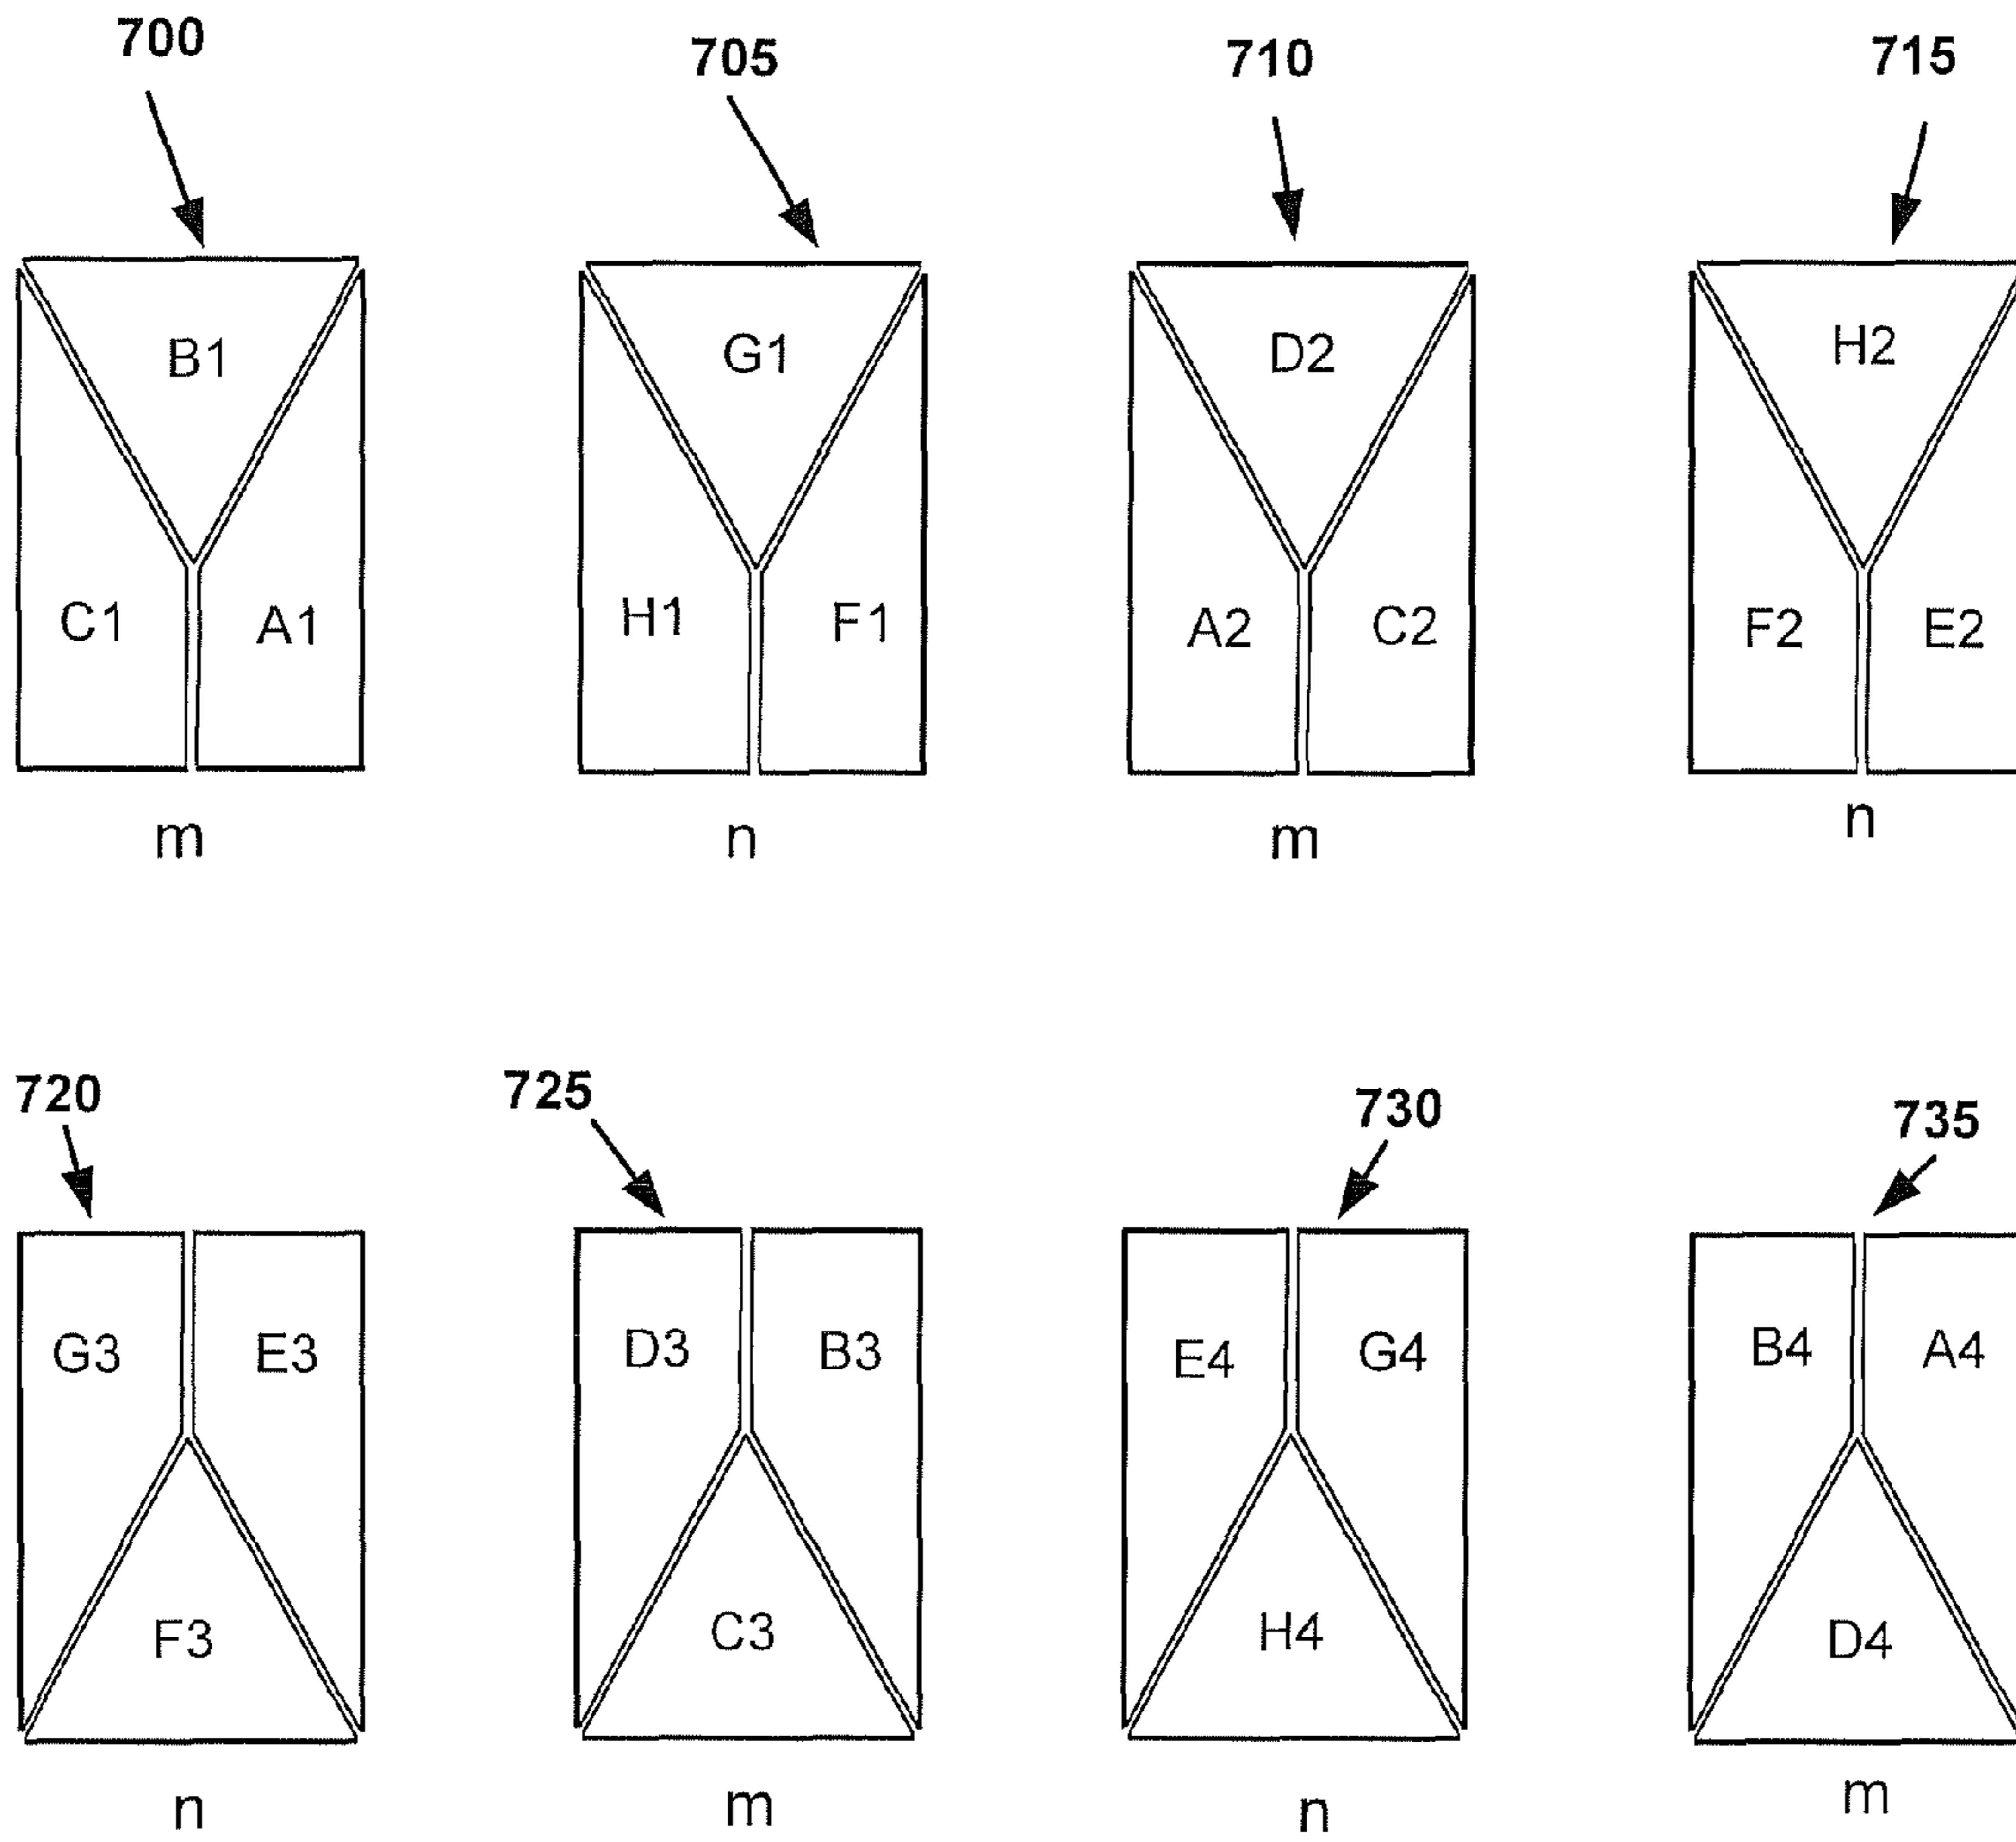 700 705 710 715
B1 G1 D2 H2
C1 A1 H1 F1 A2 C2 F2 E2
m n m n
720 725 730 735
G3 E3 D3 B3 E4 G4 B4 A4
F3 C3 H4 D4
n m n m